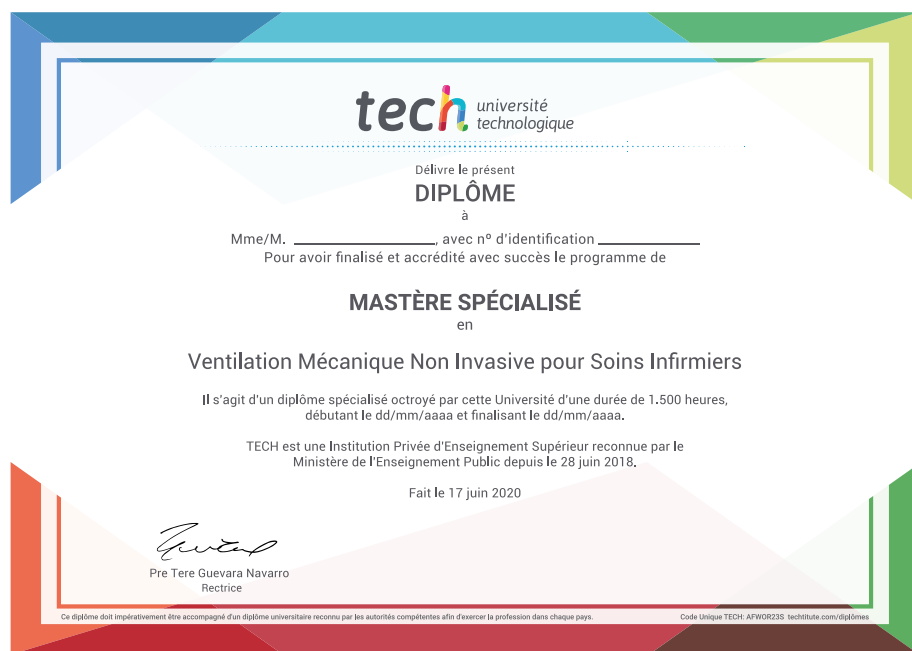 tech université
technologique
Délivre le présent
DIPLÔME
à
Mme/M. ____________, avec nº d'identification ____________
Pour avoir finalisé et accrédité avec succès le programme de
MASTÈRE SPÉCIALISÉ
en
Ventilation Mécanique Non Invasive pour Soins Infirmiers
Il s'agit d'un diplôme spécialisé octroyé par cette Université d'une durée de 1.500 heures,
débutant le dd/mm/aaaa et finalisant le dd/mm/aaaa.
TECH est une Institution Privée d'Enseignement Supérieur reconnue par le
Ministère de l'Enseignement Public depuis le 28 juin 2018.
Fait le 17 juin 2020
Pre Tere Guevara Navarro
Rectrice
Ce diplôme doit impérativement être accompagné d'un diplôme universitaire reconnu par les autorités compétentes afin d'exercer la profession dans chaque pays.
Code Unique TECH: AFWOR23S techtitute.com/diplômes